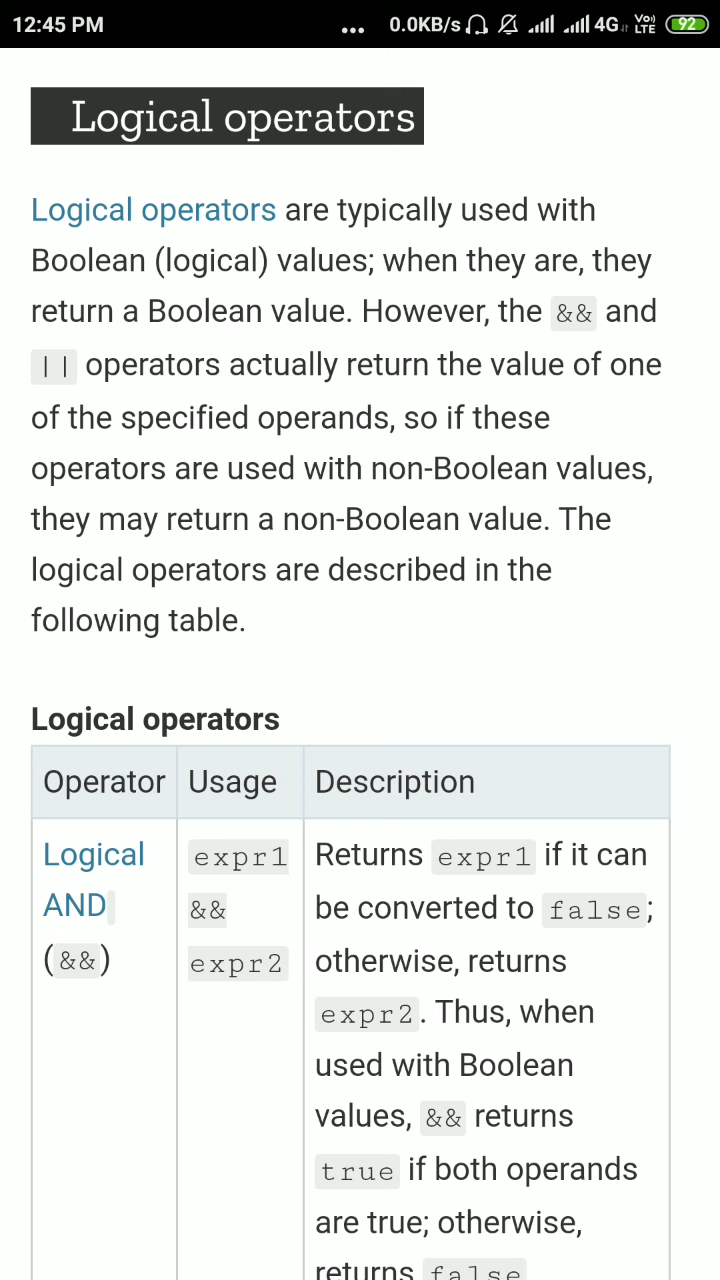 12:45 PM ... 0.0KB/s 4G Vo)) LTE 92
Logical operators
Logical operators are typically used with
Boolean (logical) values; when they are, they
return a Boolean value. However, the && and
|| operators actually return the value of one
of the specified operands, so if these
operators are used with non-Boolean values,
they may return a non-Boolean value. The
logical operators are described in the
following table.
Logical operators
Operator Usage Description
Logical expr1 Returns expr1 if it can
AND && be converted to false;
(&&) expr2 otherwise, returns
expr2. Thus, when
used with Boolean
values, && returns
true if both operands
are true; otherwise,
returns false